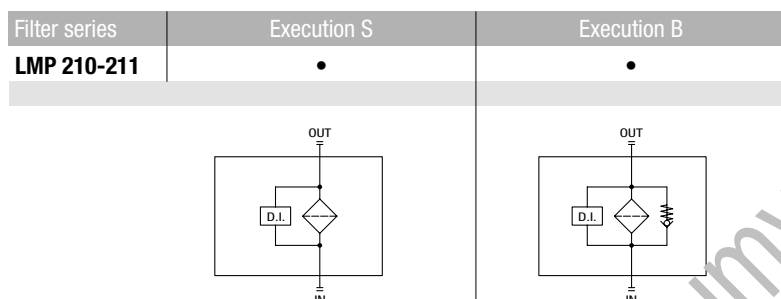 Filter series Execution S Execution B
LMP 210-211 • •
OUT OUT
D.I. D.I.
IN IN